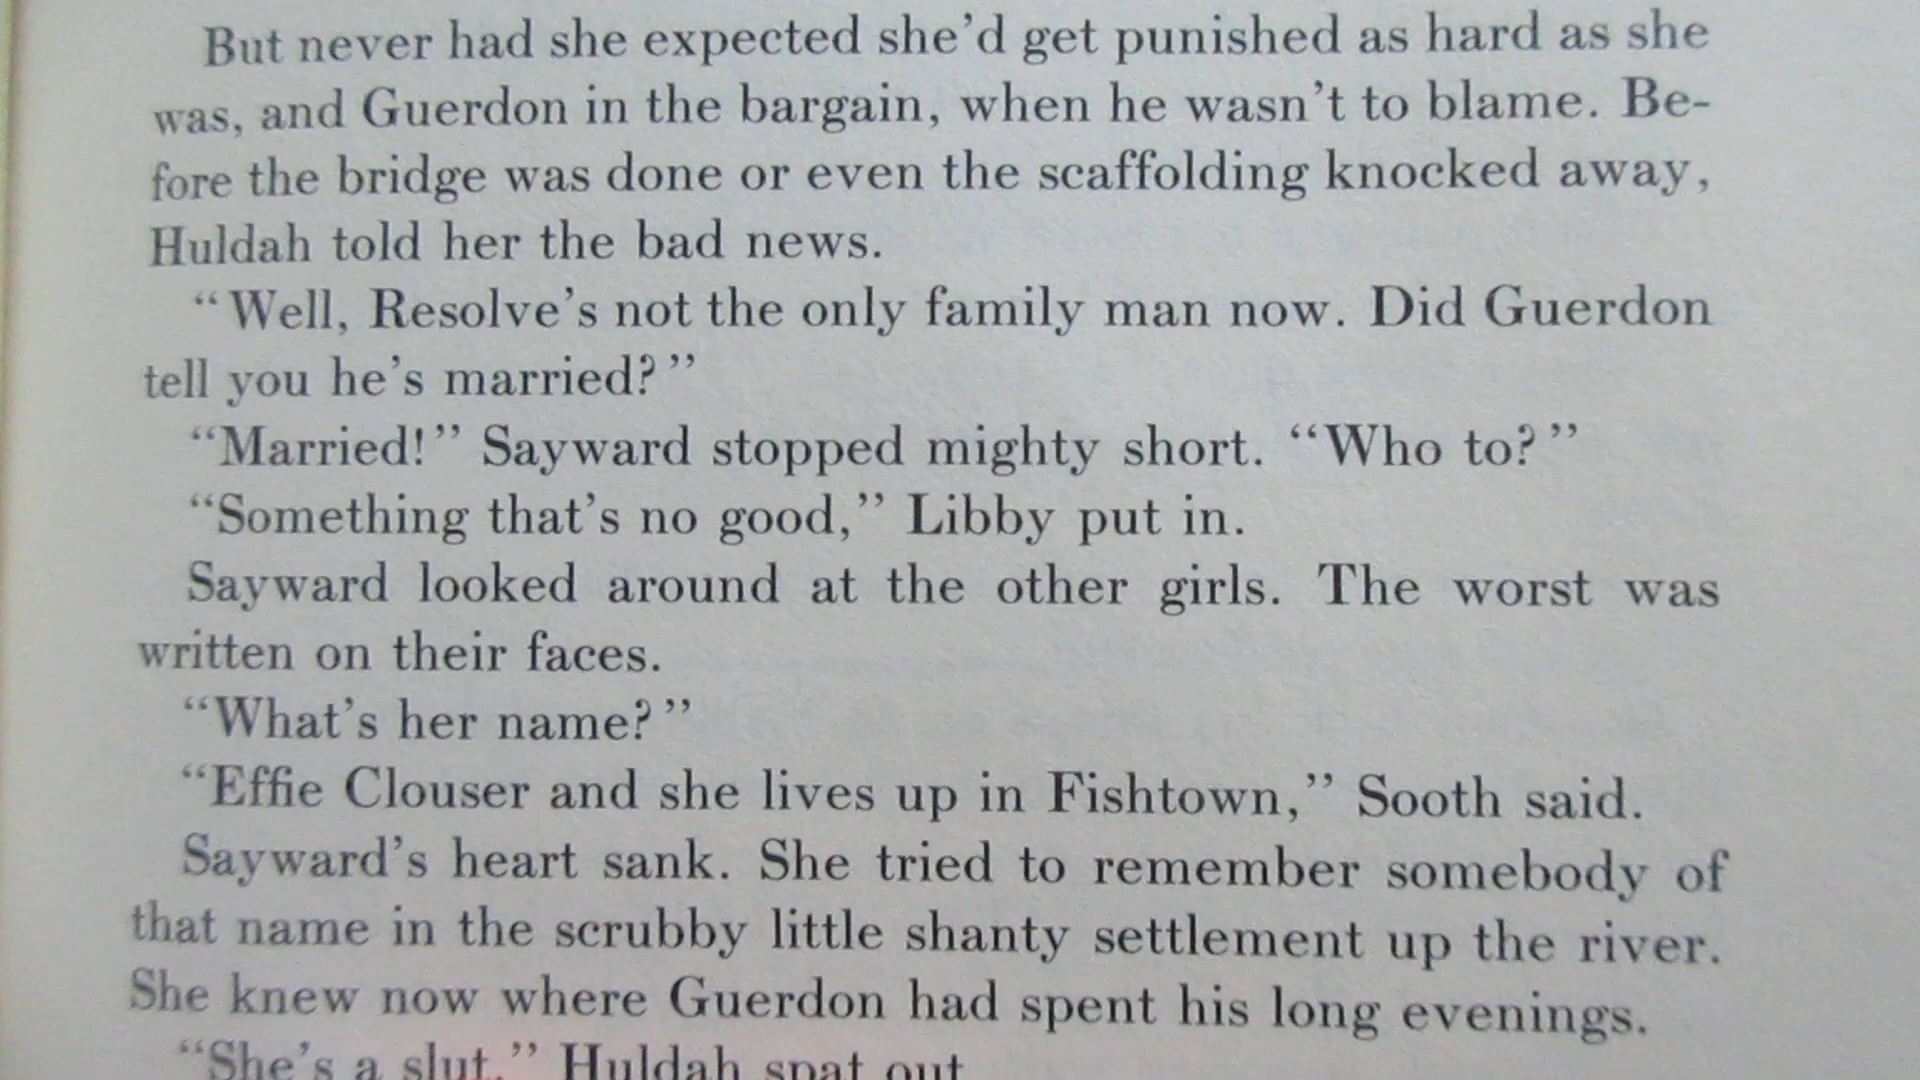 But never had she expected she’d get punished as hard as she
was, and Guerdon in the bargain, when he wasn’t to blame. Be-
fore the bridge was done or even the scaffolding knocked away,
Huldah told her the bad news.
“Well, Resolve’s not the only family man now. Did Guerdon
tell you he’s married?”
“Married!” Sayward stopped mighty short. “Who to?”
“Something that’s no good,” Libby put in.
Sayward looked around at the other girls. The worst was
written on their faces.
“What’s her name?”
“Effie Clouser and she lives up in Fishtown,” Sooth said.
Sayward’s heart sank. She tried to remember somebody of
that name in the scrubby little shanty settlement up the river.
She knew now where Guerdon had spent his long evenings.
“She’s a slut,” Huldah spat out